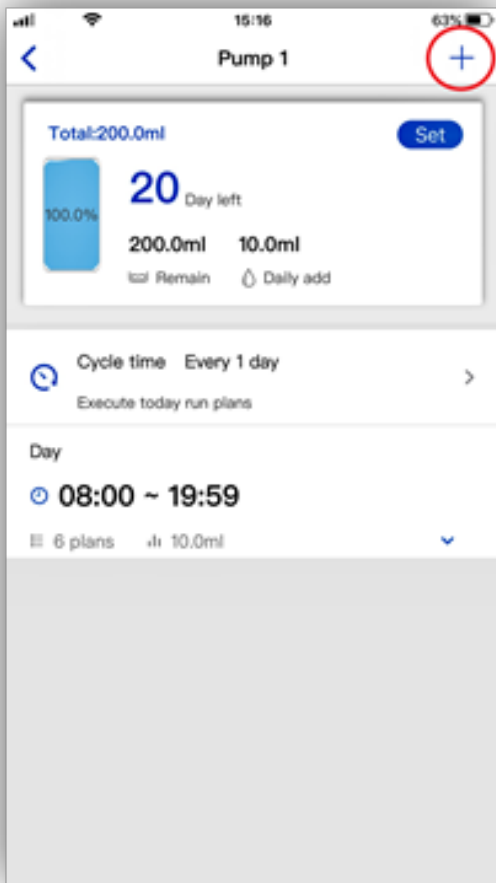 15:16 63%
Pump 1
Total:200.0ml
Set
100.0%
20 Day left
200.0ml 10.0ml
Remain Daily add
Cycle time Every 1 day
Execute today run plans
Day
08:00 ~ 19:59
6 plans 10.0ml